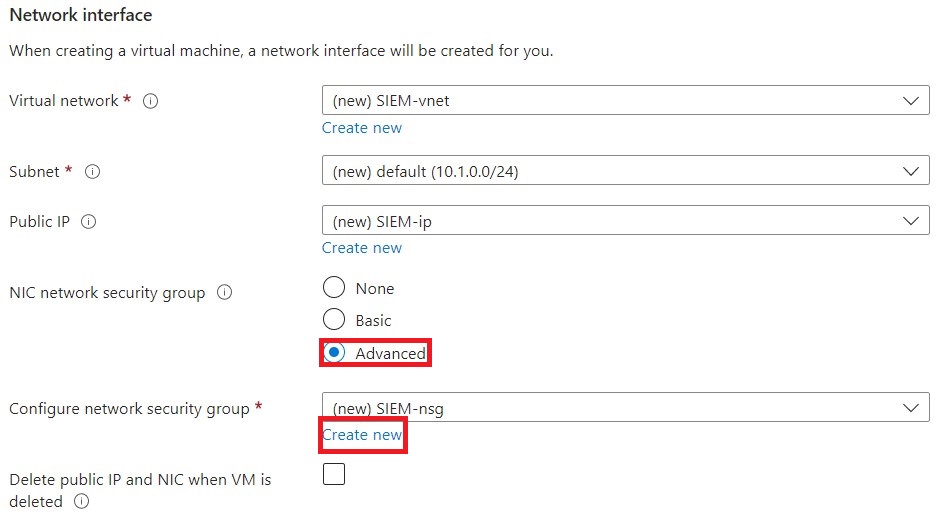 Network interface
When creating a virtual machine, a network interface will be created for you.
Virtual network *
(new) SIEM-vnet
Create new
Subnet *
(new) default (10.1.0.0/24)
Public IP
(new) SIEM-ip
Create new
NIC network security group
None
Basic
Advanced
Configure network security group *
(new) SIEM-nsg
Create new
Delete public IP and NIC when VM is
deleted